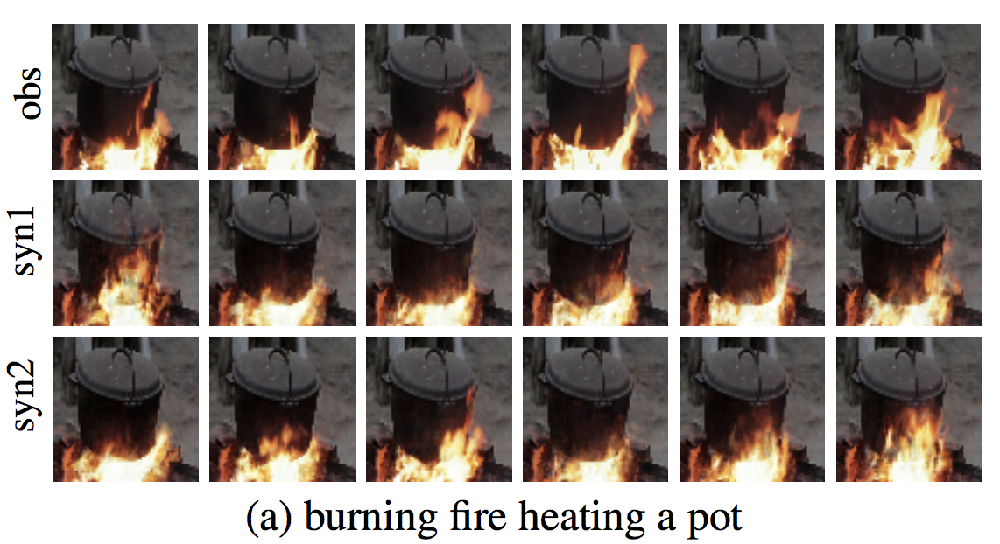 obs
syn1
syn2
(a) burning fire heating a pot